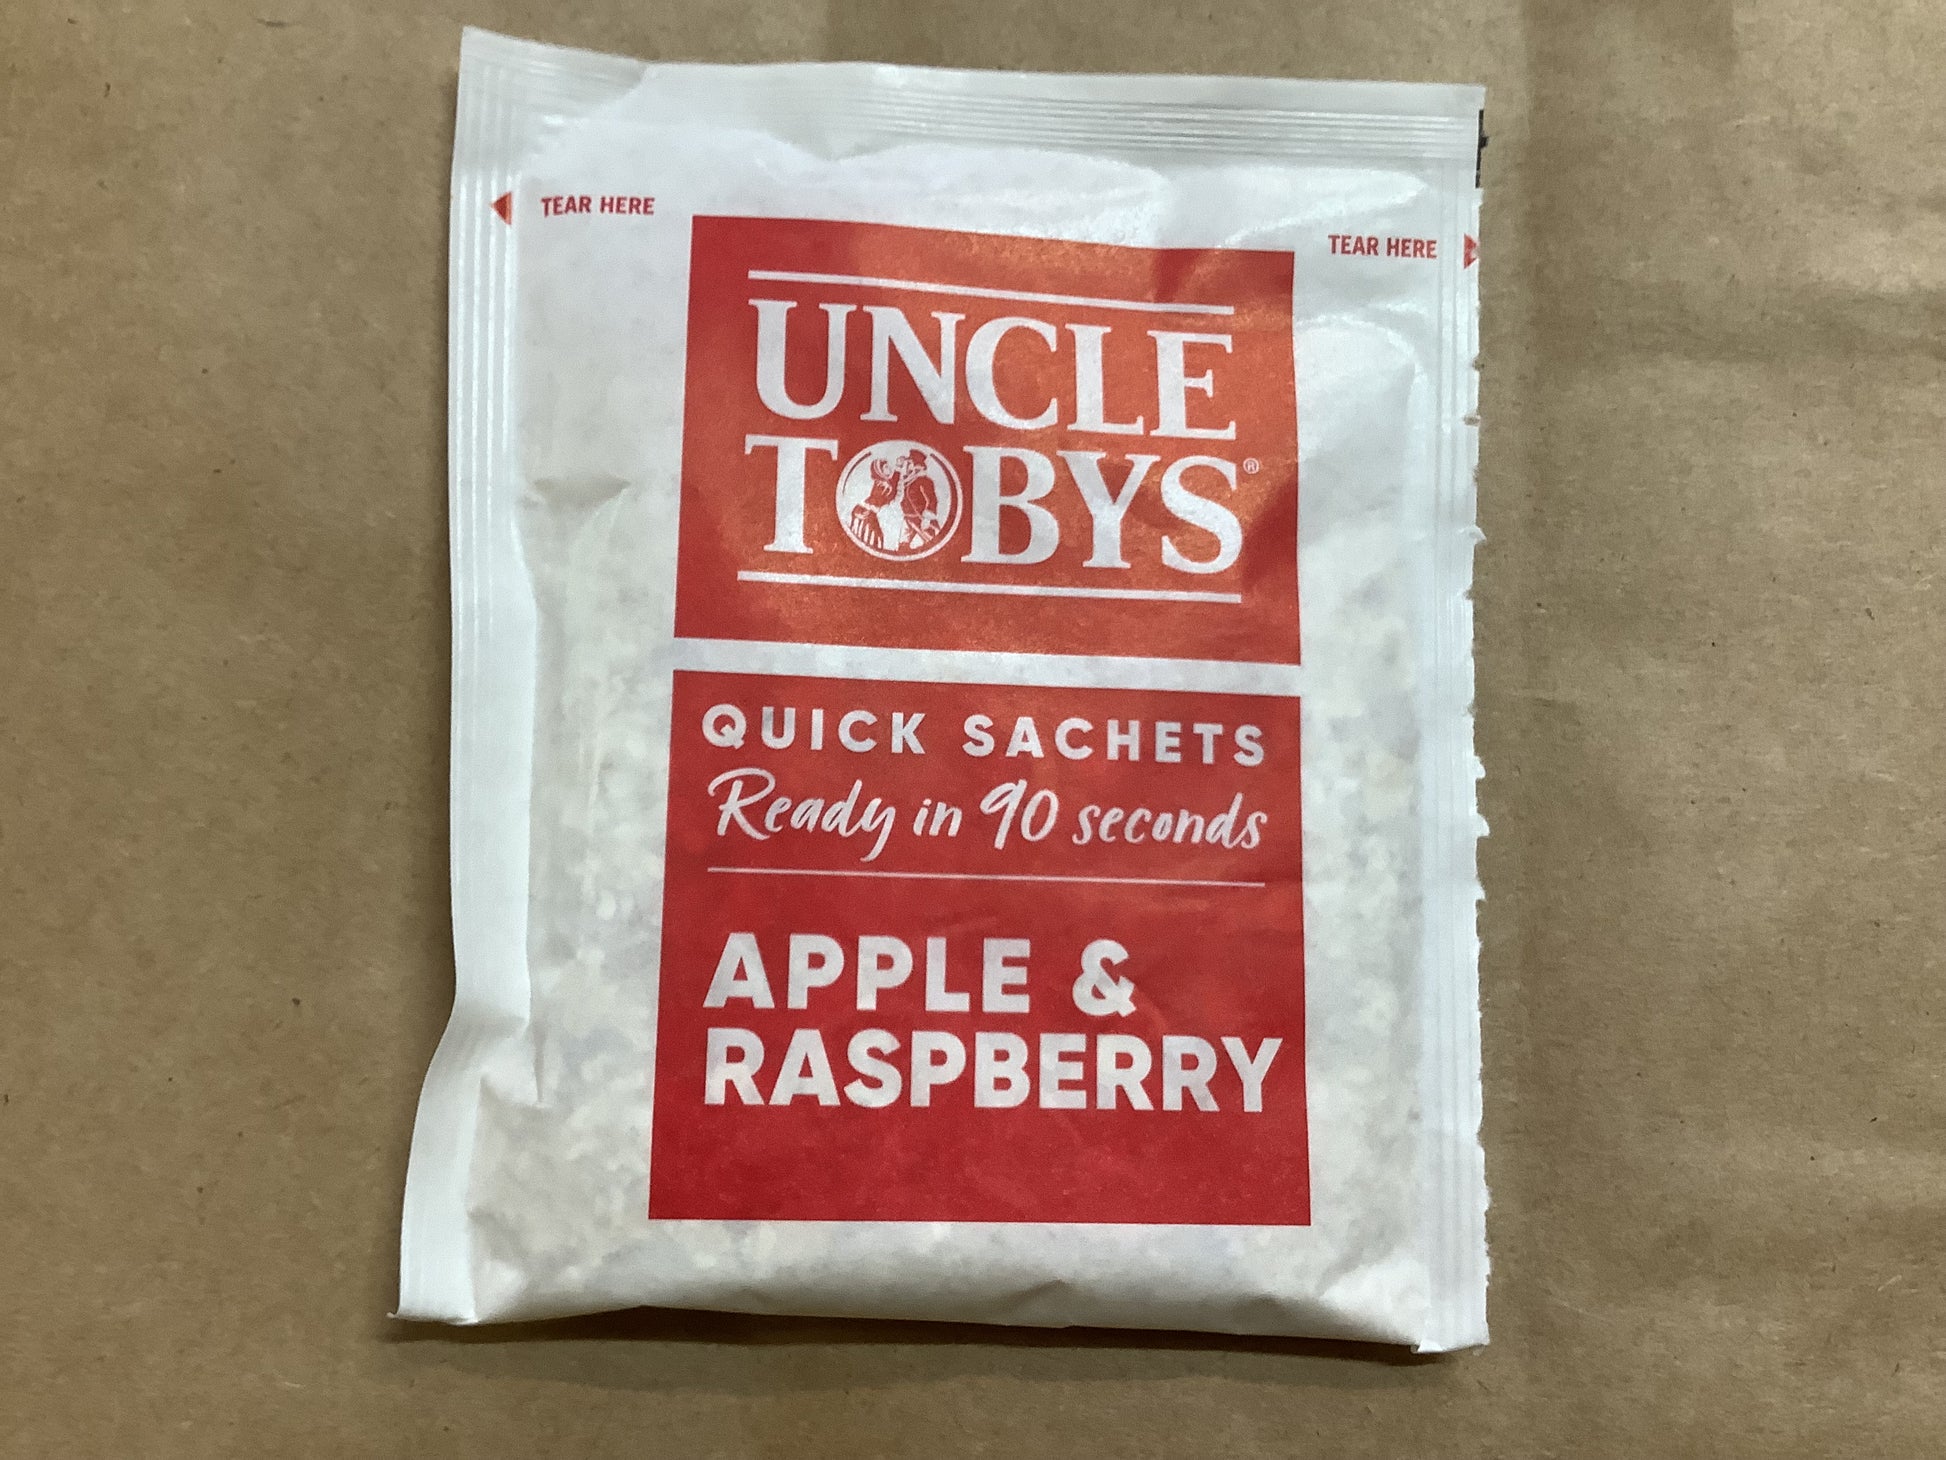 TEAR HERE
TEAR HERE
UNCLE
TOBYS®
QUICK SACHETS
Ready in 90 seconds
APPLE &
RASPBERRY